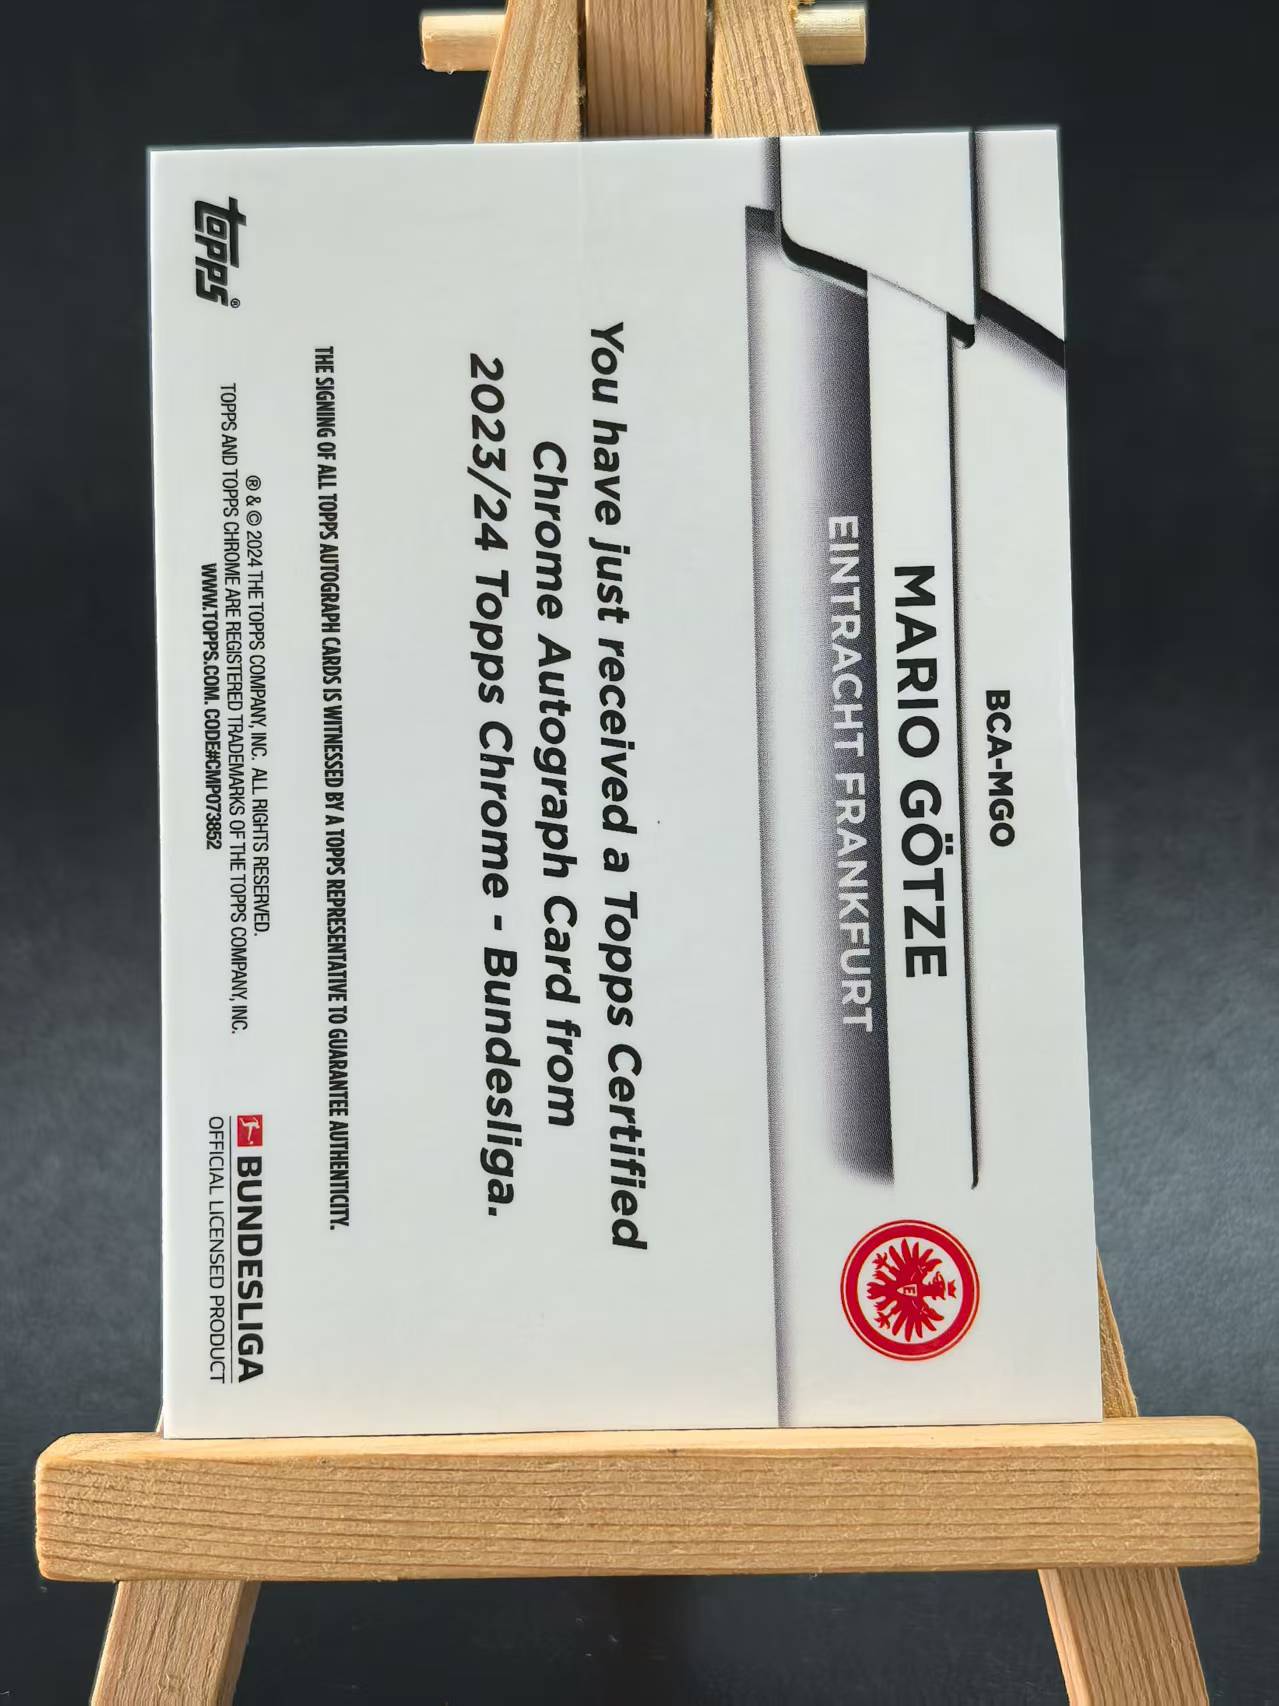 BCA-MGO
MARIO GÖTZE
EINTRACHT FRANKFURT
You have just received a Topps Certified
Chrome Autograph Card from
2023/24 Topps Chrome - Bundesliga.
THE SIGNING OF ALL TOPPS AUTOGRAPH CARDS IS WITNESSED BY A TOPPS REPRESENTATIVE TO GUARANTEE AUTHENTICITY.
topps®
® & © 2024 THE TOPPS COMPANY, INC. ALL RIGHTS RESERVED.
TOPPS AND TOPPS CHROME ARE REGISTERED TRADEMARKS OF THE TOPPS COMPANY, INC.
WWW.TOPPS.COM. CODE#CMP073852
BUNDESLIGA
OFFICIAL LICENSED PRODUCT